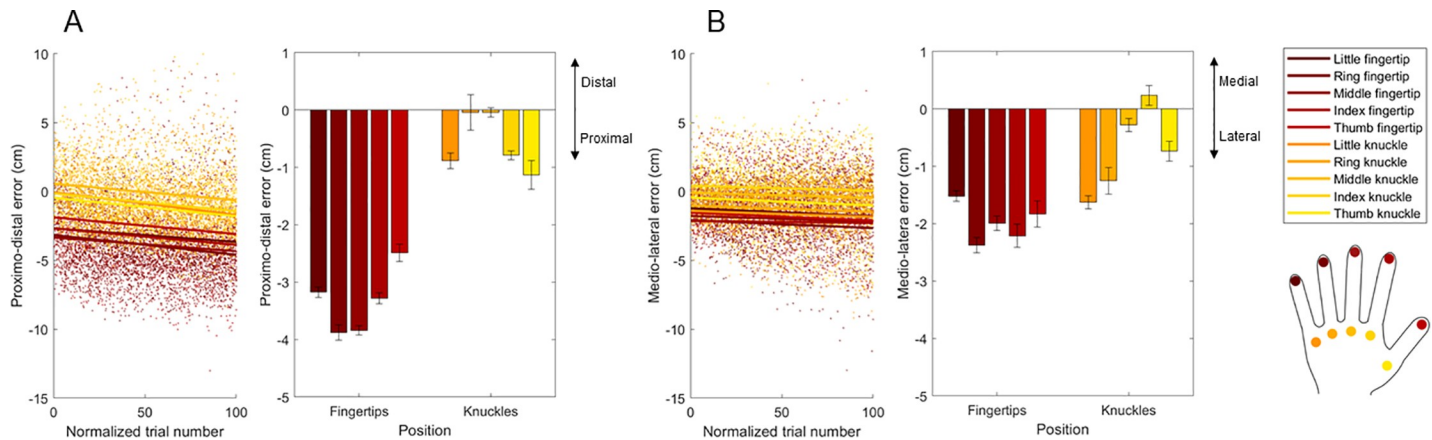 A
B
10
5
0
-5
-10
-15
0
50
100
Proximo-distal error (cm)
Normalized trial number
1
0
-1
-2
-3
-4
-5
Proximo-distal error (cm)
Fingertips
Knuckles
Position
Distal
Proximal
10
5
0
-5
-10
-15
0
50
100
Medio-lateral error (cm)
Normalized trial number
1
0
-1
-2
-3
-4
-5
Medio-lateral error (cm)
Fingertips
Knuckles
Position
Medial
Lateral
Little fingertip
Ring fingertip
Middle fingertip
Index fingertip
Thumb fingertip
Little knuckle
Ring knuckle
Middle knuckle
Index knuckle
Thumb knuckle